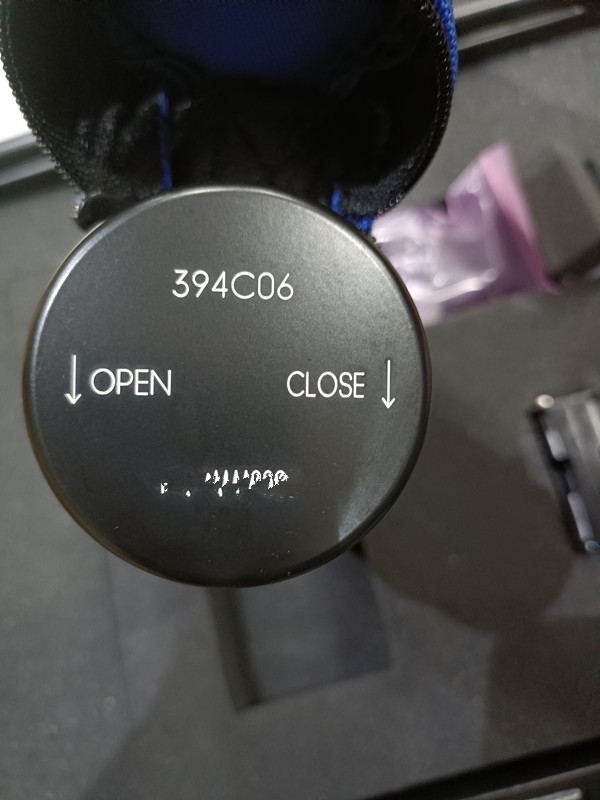 394C06
↓ OPEN
CLOSE ↓